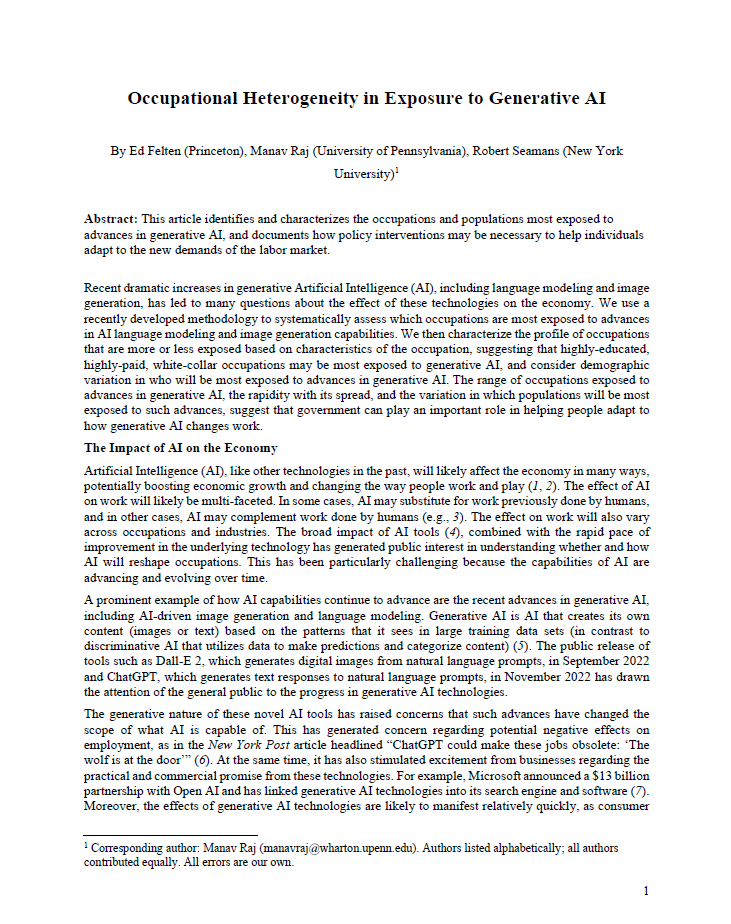 Occupational Heterogeneity in Exposure to Generative AI
By Ed Felten (Princeton), Manav Raj (University of Pennsylvania), Robert Seamans (New York
University)1
Abstract: This article identifies and characterizes the occupations and populations most exposed to
advances in generative AI, and documents how policy interventions may be necessary to help individuals
adapt to the new demands of the labor market.
Recent dramatic increases in generative Artificial Intelligence (AI), including language modeling and image
generation, has led to many questions about the effect of these technologies on the economy. We use a
recently developed methodology to systematically assess which occupations are most exposed to advances
in AI language modeling and image generation capabilities. We then characterize the profile of occupations
that are more or less exposed based on characteristics of the occupation, suggesting that highly-educated,
highly-paid, white-collar occupations may be most exposed to generative AI, and consider demographic
variation in who will be most exposed to advances in generative AI. The range of occupations exposed to
advances in generative AI, the rapidity with its spread, and the variation in which populations will be most
exposed to such advances, suggest that government can play an important role in helping people adapt to
how generative AI changes work.
The Impact of AI on the Economy
Artificial Intelligence (AI), like other technologies in the past, will likely affect the economy in many ways,
potentially boosting economic growth and changing the way people work and play (1, 2). The effect of AI
on work will likely be multi-faceted. In some cases, AI may substitute for work previously done by humans,
and in other cases, AI may complement work done by humans (e.g., 3). The effect on work will also vary
across occupations and industries. The broad impact of AI tools (4), combined with the rapid pace of
improvement in the underlying technology has generated public interest in understanding whether and how
AI will reshape occupations. This has been particularly challenging because the capabilities of AI are
advancing and evolving over time.
A prominent example of how AI capabilities continue to advance are the recent advances in generative AI,
including AI-driven image generation and language modeling. Generative AI is AI that creates its own
content (images or text) based on the patterns that it sees in large training data sets (in contrast to
discriminative AI that utilizes data to make predictions and categorize content) (5). The public release of
tools such as Dall-E 2, which generates digital images from natural language prompts, in September 2022
and ChatGPT, which generates text responses to natural language prompts, in November 2022 has drawn
the attention of the general public to the progress in generative AI technologies.
The generative nature of these novel AI tools has raised concerns that such advances have changed the
scope of what AI is capable of. This has generated concern regarding potential negative effects on
employment, as in the New York Post article headlined “ChatGPT could make these jobs obsolete: ‘The
wolf is at the door’” (6). At the same time, it has also stimulated excitement from businesses regarding the
practical and commercial promise from these technologies. For example, Microsoft announced a $13 billion
partnership with Open AI and has linked generative AI technologies into its search engine and software (7).
Moreover, the effects of generative AI technologies are likely to manifest relatively quickly, as consumer
1 Corresponding author: Manav Raj (manavraj@wharton.upenn.edu). Authors listed alphabetically; all authors
contributed equally. All errors are our own.
1